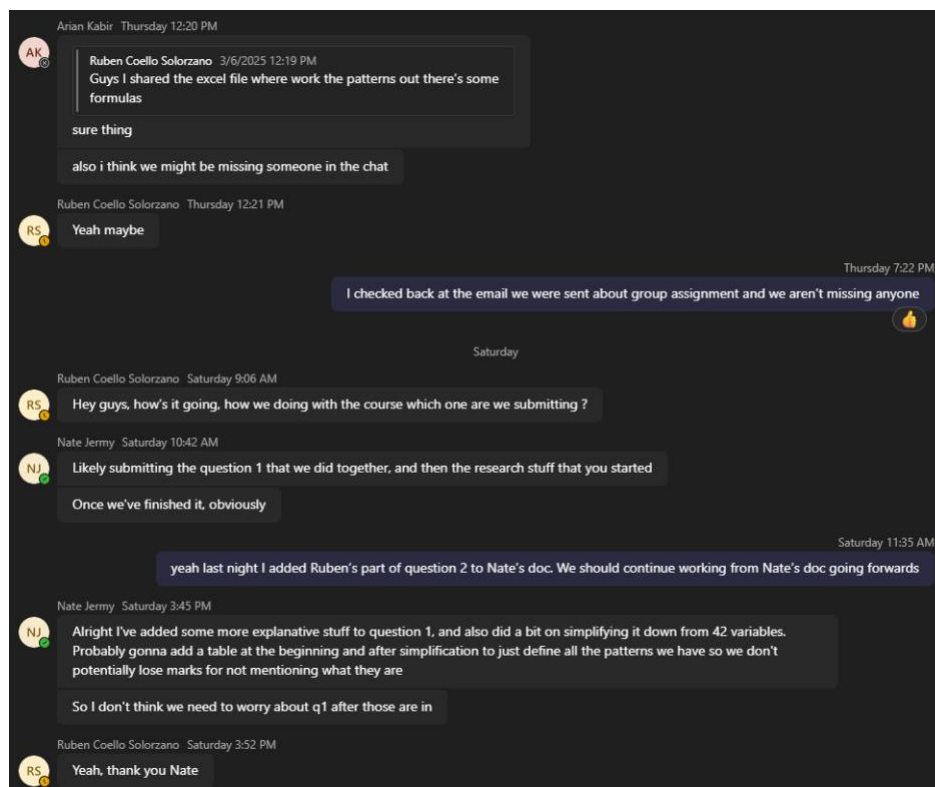 Arian Kabir Thursday 12:20 PM
AK
Ruben Coello Solorzano 3/6/2025 12:19 PM
Guys I shared the excel file where work the patterns out there's some
formulas
sure thing
also i think we might be missing someone in the chat
Ruben Coello Solorzano Thursday 12:21 PM
RS
Yeah maybe
Thursday 7:22 PM
I checked back at the email we were sent about group assignment and we aren't missing anyone
Saturday
Ruben Coello Solorzano Saturday 9:06 AM
RS
Hey guys, how's it going, how we doing with the course which one are we submitting ?
Nate Jermy Saturday 10:42 AM
NJ
Likely submitting the question 1 that we did together, and then the research stuff that you started
Once we've finished it, obviously
Saturday 11:35 AM
yeah last night I added Ruben's part of question 2 to Nate's doc. We should continue working from Nate's doc going forwards
Nate Jermy Saturday 3:45 PM
NJ
Alright I've added some more explanative stuff to question 1, and also did a bit on simplifying it down from 42 variables.
Probably gonna add a table at the beginning and after simplification to just define all the patterns we have so we don't
potentially lose marks for not mentioning what they are
So I don't think we need to worry about q1 after those are in
Ruben Coello Solorzano Saturday 3:52 PM
RS
Yeah, thank you Nate